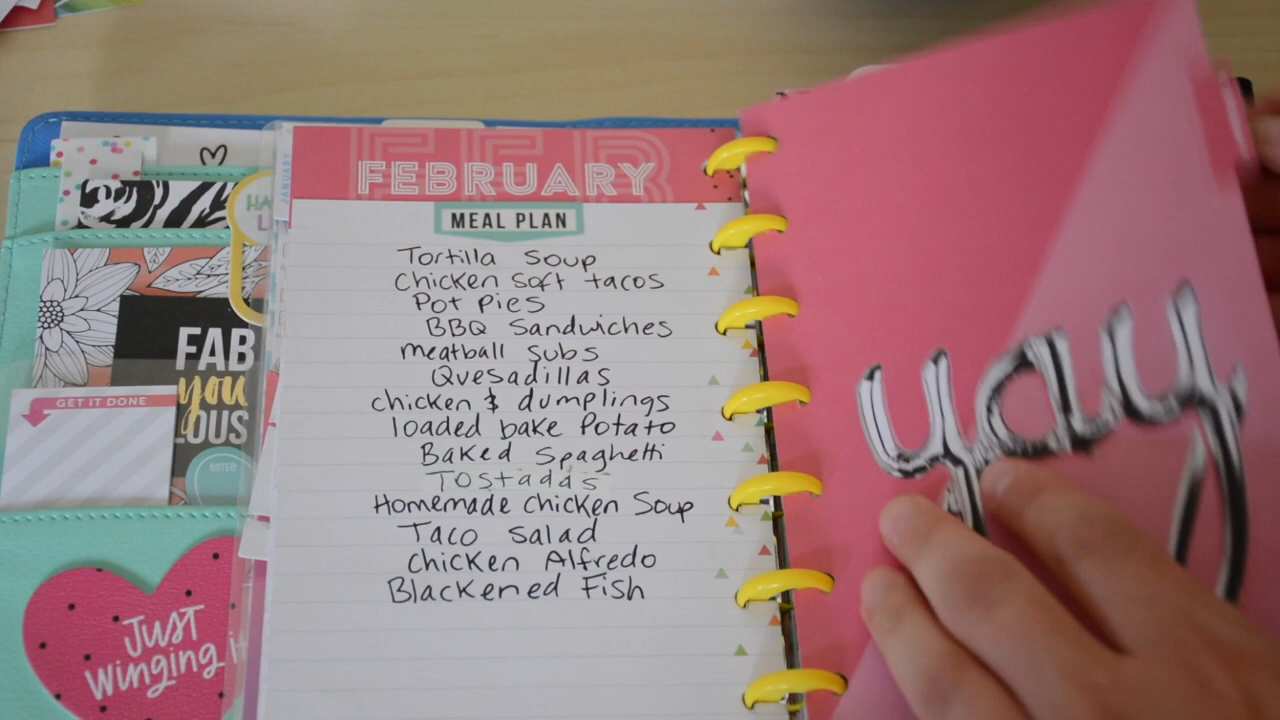 FEBRUARY
MEAL PLAN
Tortilla Soup
Chicken Soft tacos
Pot Pies
BBQ Sandwiches
meatball subs
Quesadillas
chicken & dumplings
loaded bake Potato
Baked Spaghetti
Tostadas
Homemade Chicken Soup
Taco Salad
Chicken Alfredo
Blackened Fish
JANUARY
FAB
you
LOUS
GET IT DONE
NOTED:
JUST
Winging
yay